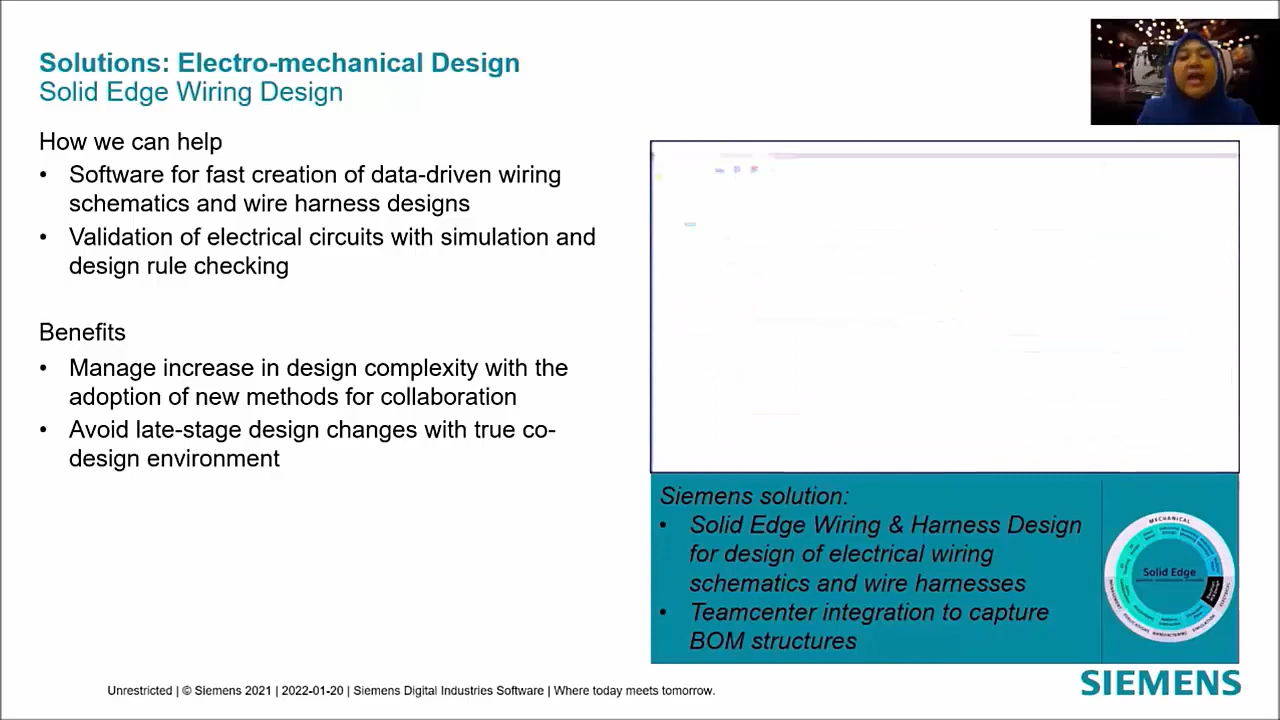 Solutions: Electro-mechanical Design
Solid Edge Wiring Design
How we can help
• Software for fast creation of data-driven wiring
schematics and wire harness designs
• Validation of electrical circuits with simulation and
design rule checking
Benefits
• Manage increase in design complexity with the
adoption of new methods for collaboration
• Avoid late-stage design changes with true co-
design environment
Siemens solution:
• Solid Edge Wiring & Harness Design
for design of electrical wiring
schematics and wire harnesses
• Teamcenter integration to capture
BOM structures
MECHANICAL
Solid Edge
ELECTRICAL
SIMULATION
MANUFACTURING
PUBLICATIONS
Unrestricted | © Siemens 2021 | 2022-01-20 | Siemens Digital Industries Software | Where today meets tomorrow.
SIEMENS